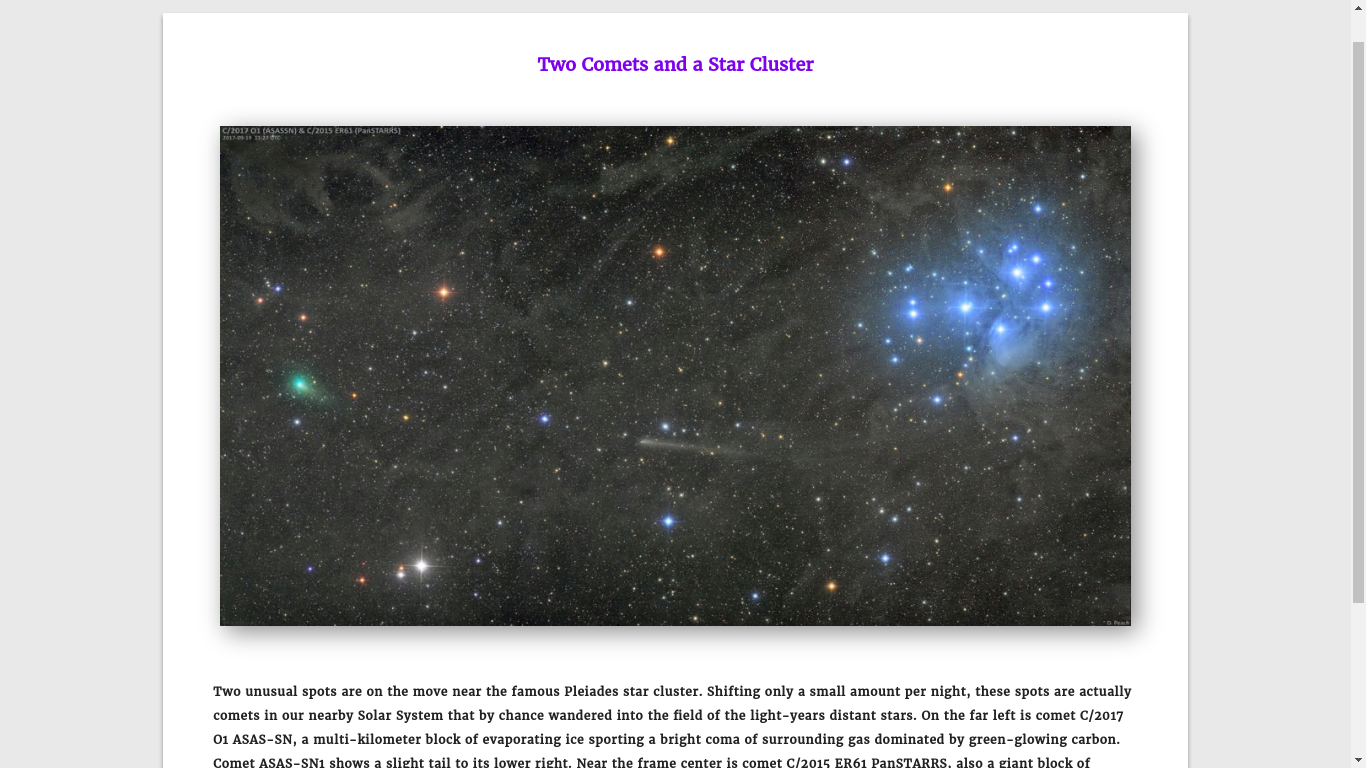 Two Comets and a Star Cluster
C/2017 O1 (ASASSN) & C/2015 ER61 (PanSTARRS)
D. Peach
Two unusual spots are on the move near the famous Pleiades star cluster. Shifting only a small amount per night, these spots are actually
comets in our nearby Solar System that by chance wandered into the field of the light-years distant stars. On the far left is comet C/2017
O1 ASAS-SN, a multi-kilometer block of evaporating ice sporting a bright coma of surrounding gas dominated by green-glowing carbon.
Comet ASAS-SN1 shows a slight tail to its lower right. Near the frame center is comet C/2015 ER61 PanSTARRS, also a giant block of